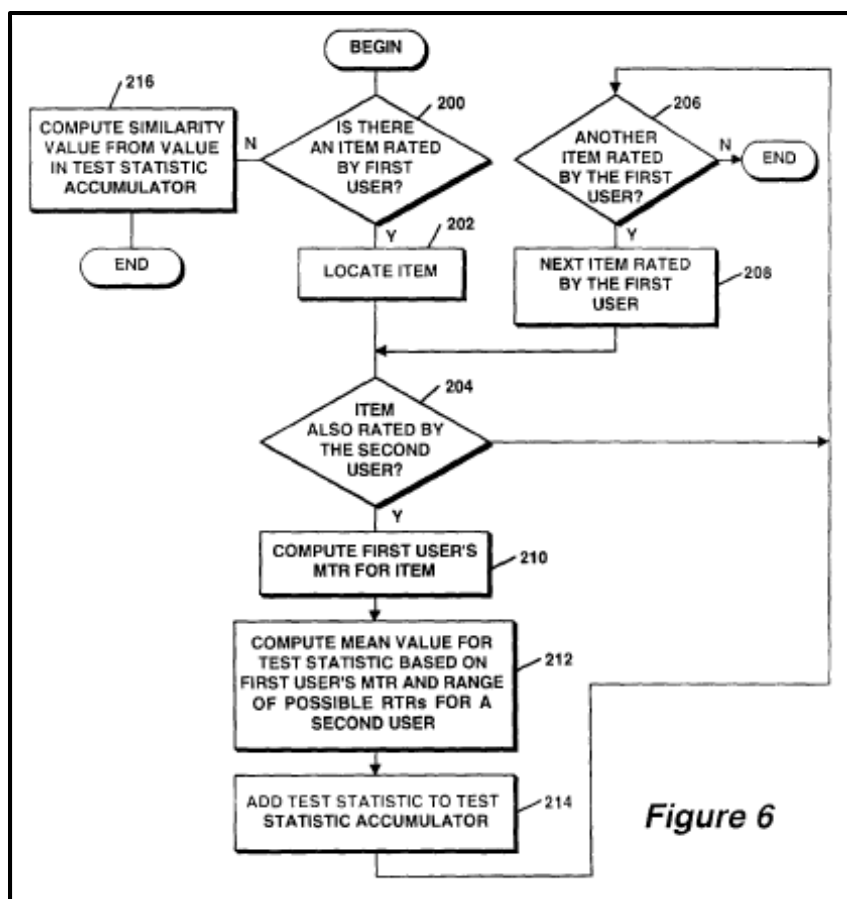 BEGIN
216
200
206
COMPUTE SIMILARITY
VALUE FROM VALUE
IN TEST STATISTIC
ACCUMULATOR
N
IS THERE
AN ITEM RATED
BY FIRST
USER?
ANOTHER
ITEM RATED
BY THE FIRST
USER?
N
END
Y
202
Y
END
LOCATE ITEM
NEXT ITEM RATED
BY THE FIRST
USER
208
204
ITEM
ALSO RATED BY
THE SECOND
USER?
Y
COMPUTE FIRST USER'S
MTR FOR ITEM
210
COMPUTE MEAN VALUE FOR
TEST STATISTIC BASED ON
FIRST USER'S MTR AND RANGE
OF POSSIBLE RTRs FOR A
SECOND USER
212
ADD TEST STATISTIC TO TEST
STATISTIC ACCUMULATOR
214
Figure 6